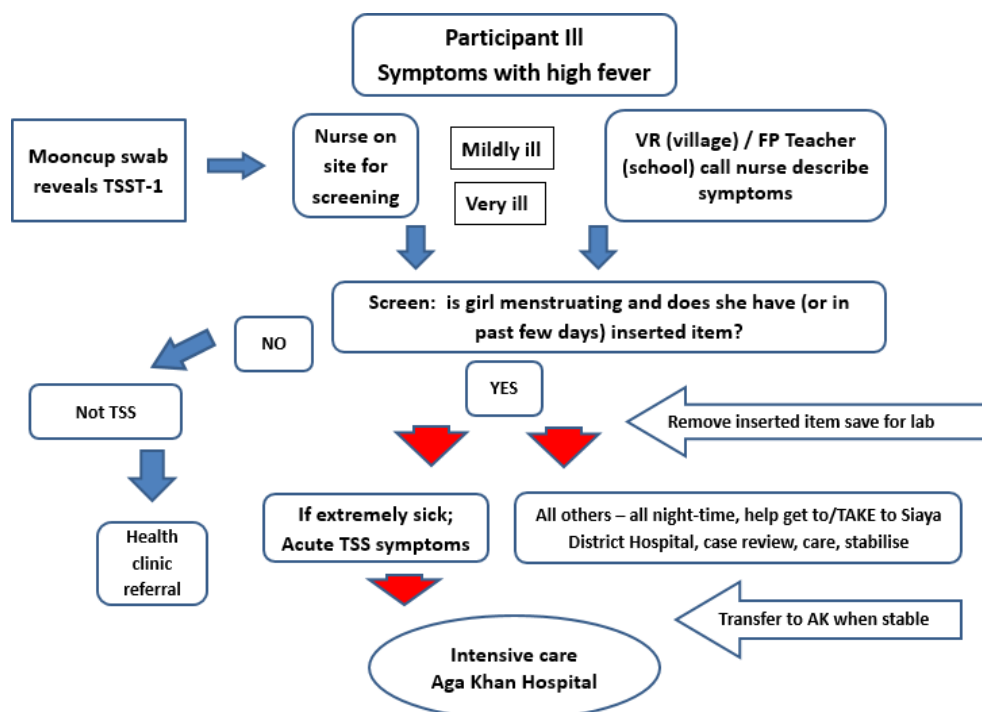 Participant Ill
Symptoms with high fever
Mooncup swab
reveals TSST-1
Nurse on
site for
screening
Mildly ill
Very ill
VR (village) / FP Teacher
(school) call nurse describe
symptoms
Screen:  is girl menstruating and does she have (or in
past few days) inserted item?
NO
YES
Not TSS
Remove inserted item save for lab
Health
clinic
referral
If extremely sick;
Acute TSS symptoms
All others – all night-time, help get to/TAKE to Siaya
District Hospital, case review, care, stabilise
Transfer to AK when stable
Intensive care
Aga Khan Hospital